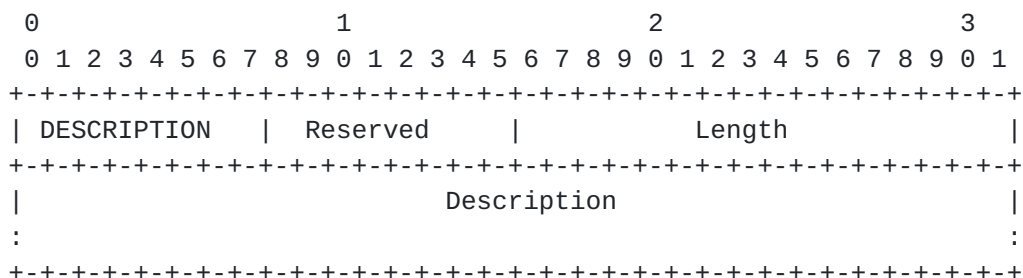 0                   1                   2                   3
 0 1 2 3 4 5 6 7 8 9 0 1 2 3 4 5 6 7 8 9 0 1 2 3 4 5 6 7 8 9 0 1
+-+-+-+-+-+-+-+-+-+-+-+-+-+-+-+-+-+-+-+-+-+-+-+-+-+-+-+-+-+-+-+-+
| DESCRIPTION   |  Reserved     |           Length              |
+-+-+-+-+-+-+-+-+-+-+-+-+-+-+-+-+-+-+-+-+-+-+-+-+-+-+-+-+-+-+-+-+
|                           Description                         |
:                                                               :
+-+-+-+-+-+-+-+-+-+-+-+-+-+-+-+-+-+-+-+-+-+-+-+-+-+-+-+-+-+-+-+-+